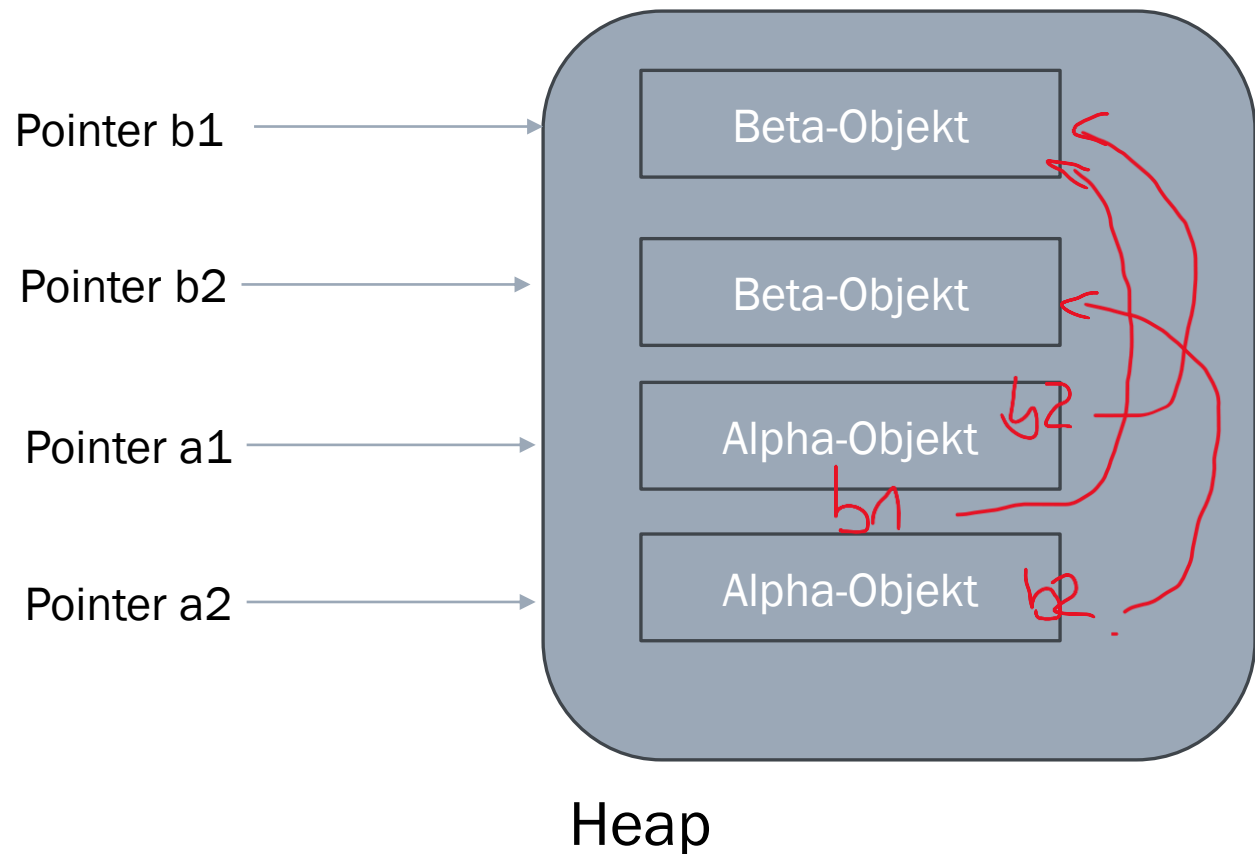 Pointer b1
Beta-Objekt
Pointer b2
Beta-Objekt
Pointer a1
Alpha-Objekt
b2
b1
Pointer a2
Alpha-Objekt
b2
Heap